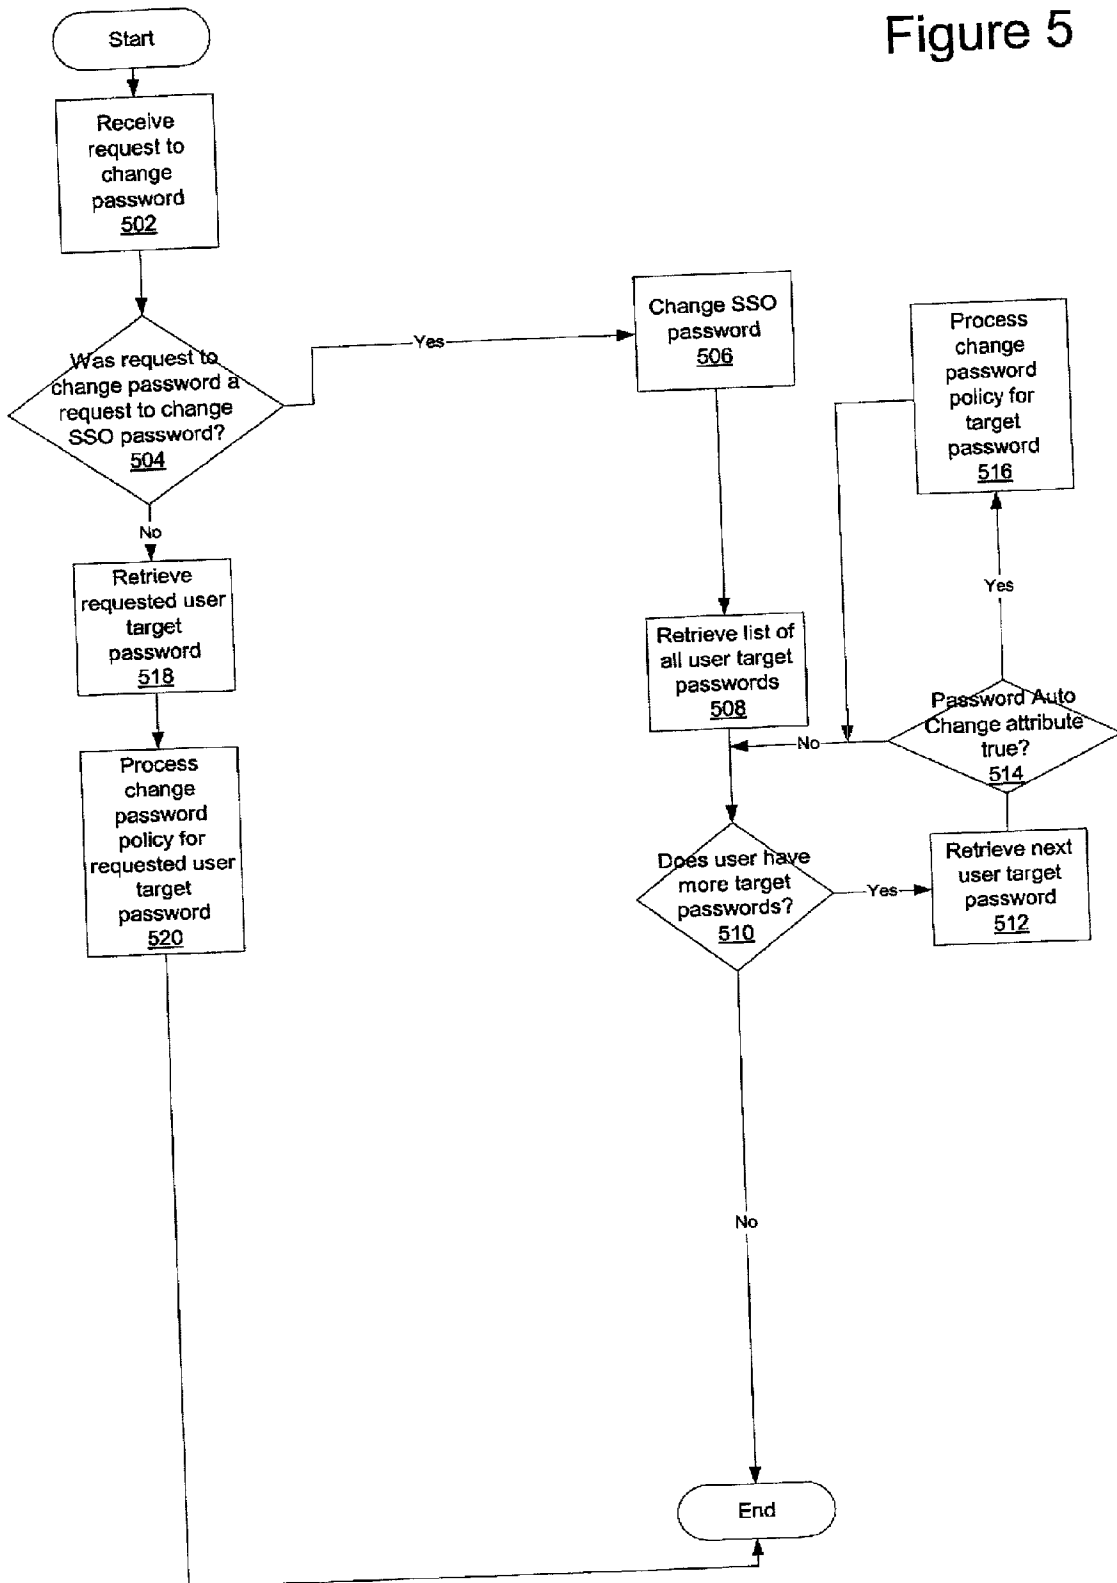 Figure 5
Start
Receive
request to
change
password
502
Was request to
change password a
request to change
SSO password?
504
Yes
No
Change SSO
password
506
Process
change
password
policy for
target
password
516
Yes
Retrieve
requested user
target
password
518
Retrieve list of
all user target
passwords
508
Password Auto
Change attribute
true?
514
No
Process
change
password
policy for
requested user
target
password
520
Does user have
more target
passwords?
510
Yes
Retrieve next
user target
password
512
No
End